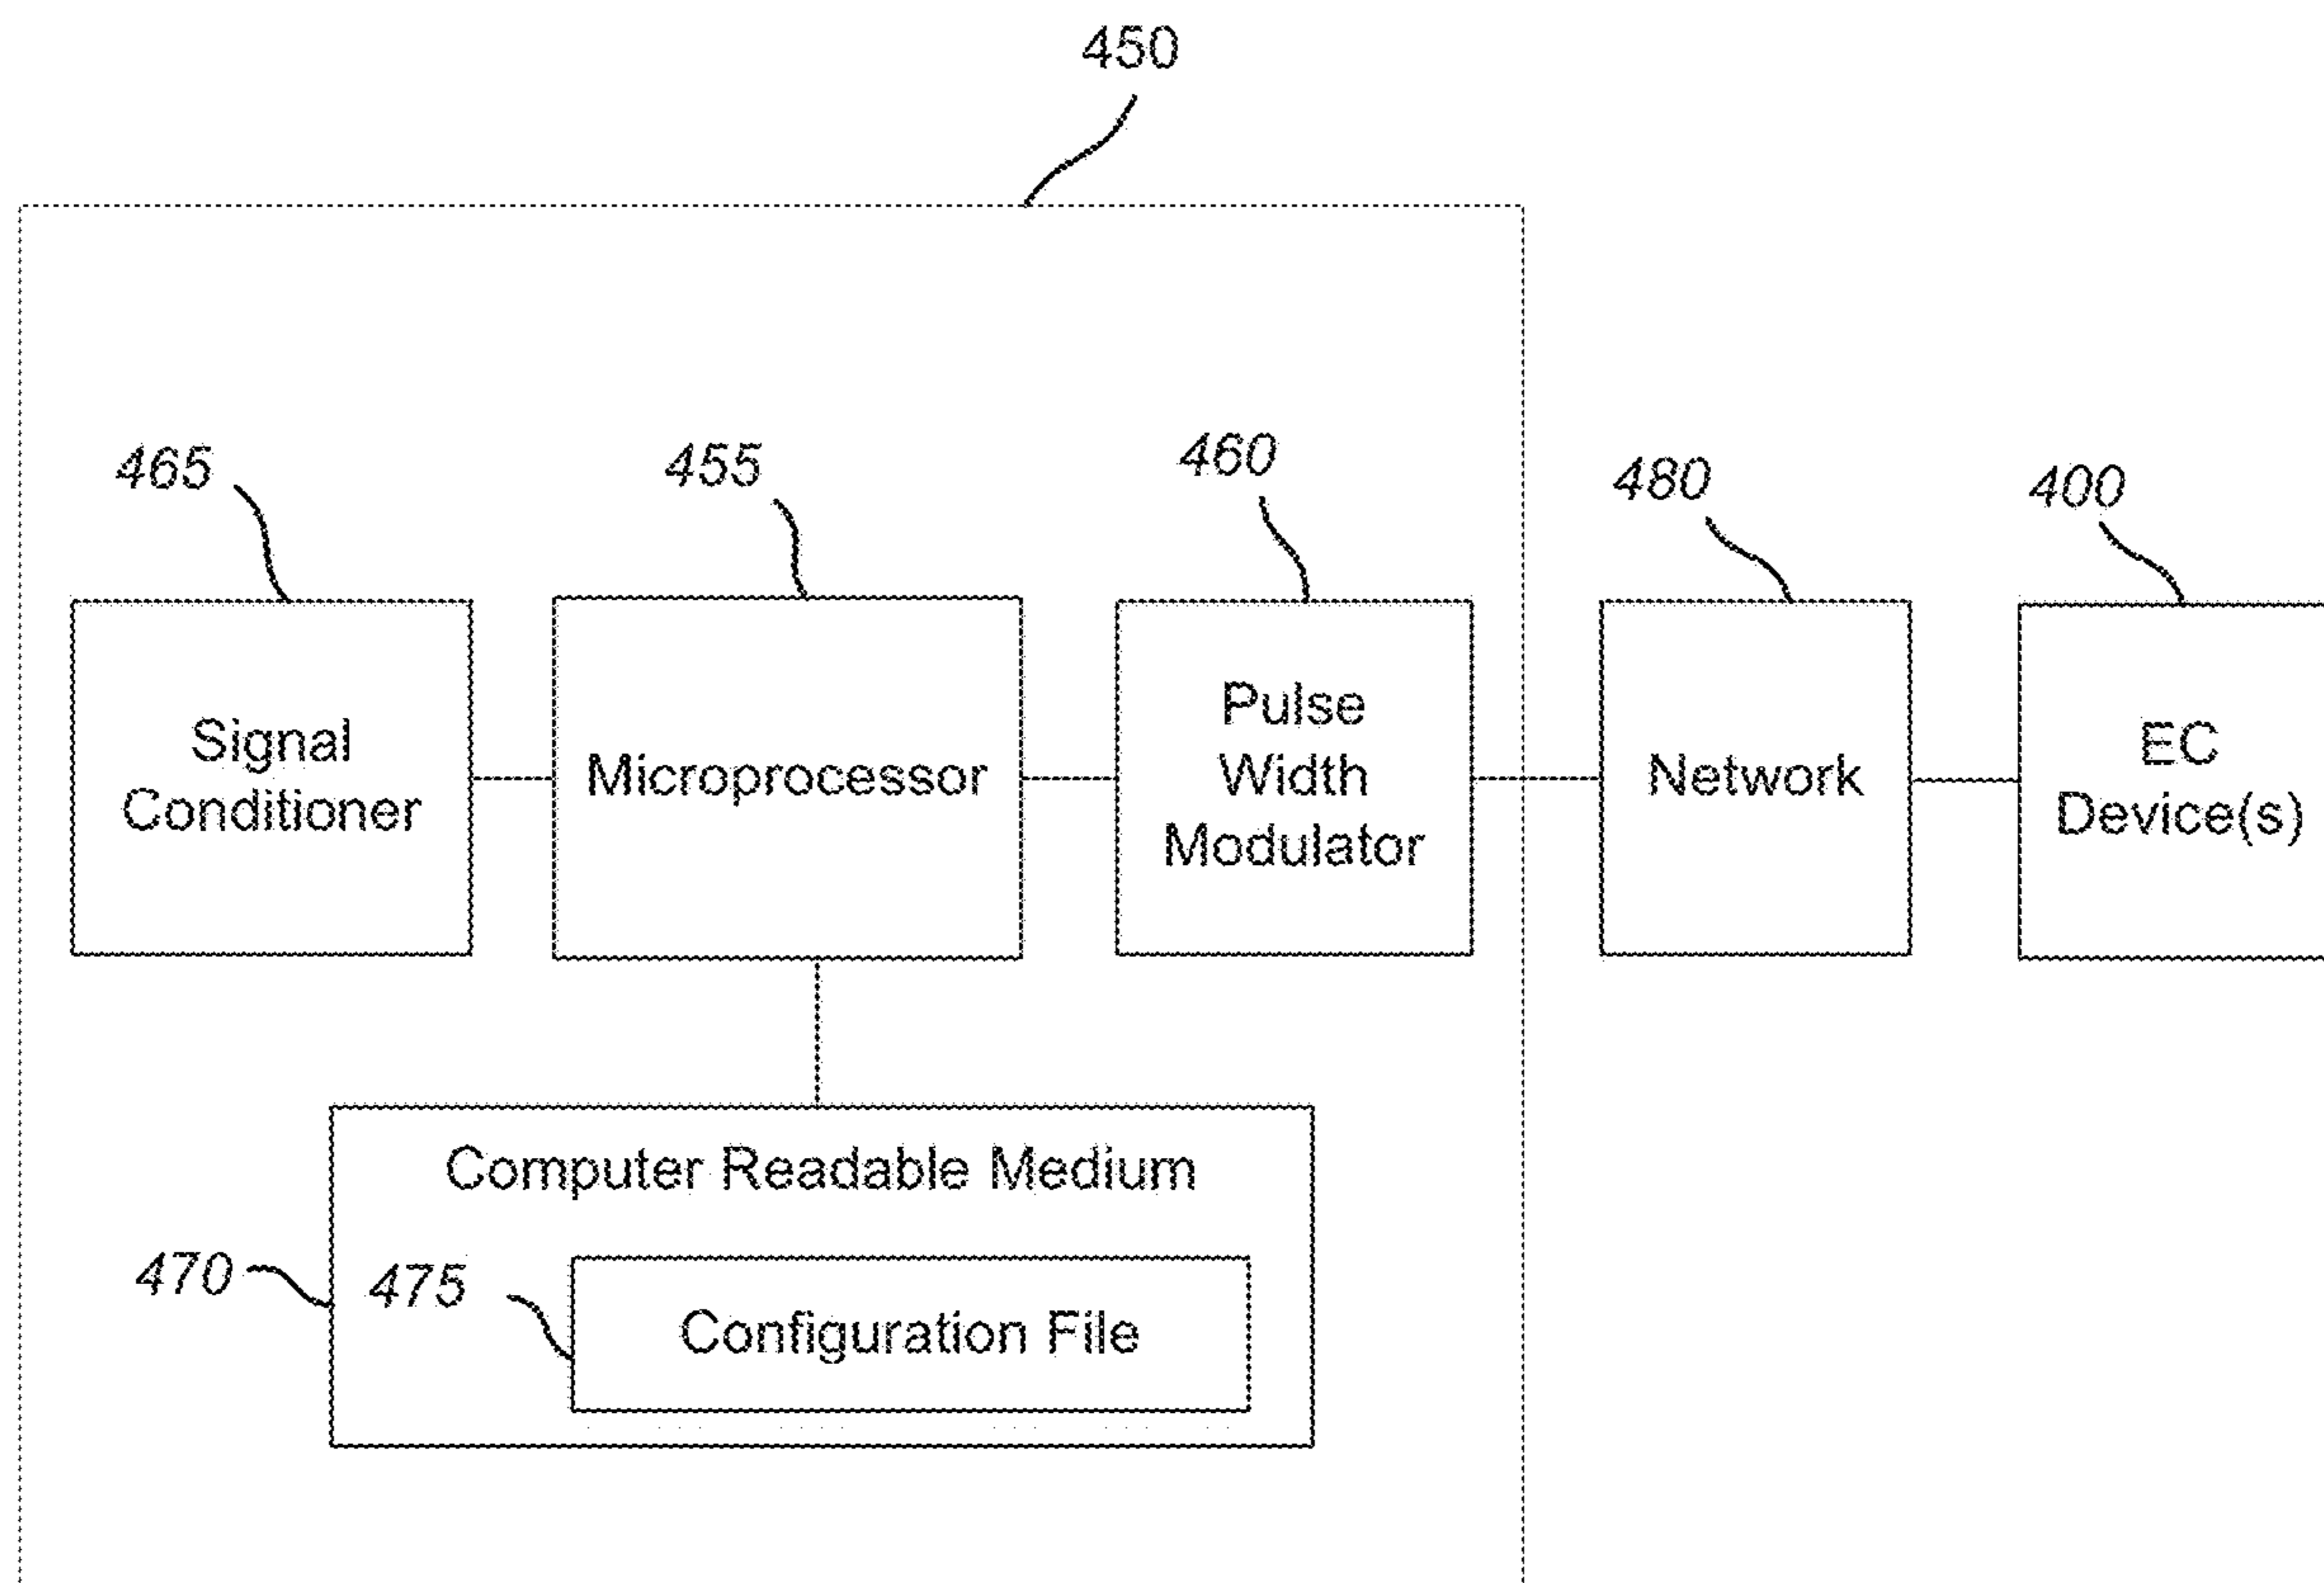 450
465
455
460
480
400
Signal
Conditioner
Microprocessor
Pulse
Width
Modulator
Network
EC
Device(s)
Computer Readable Medium
470
475
Configuration File